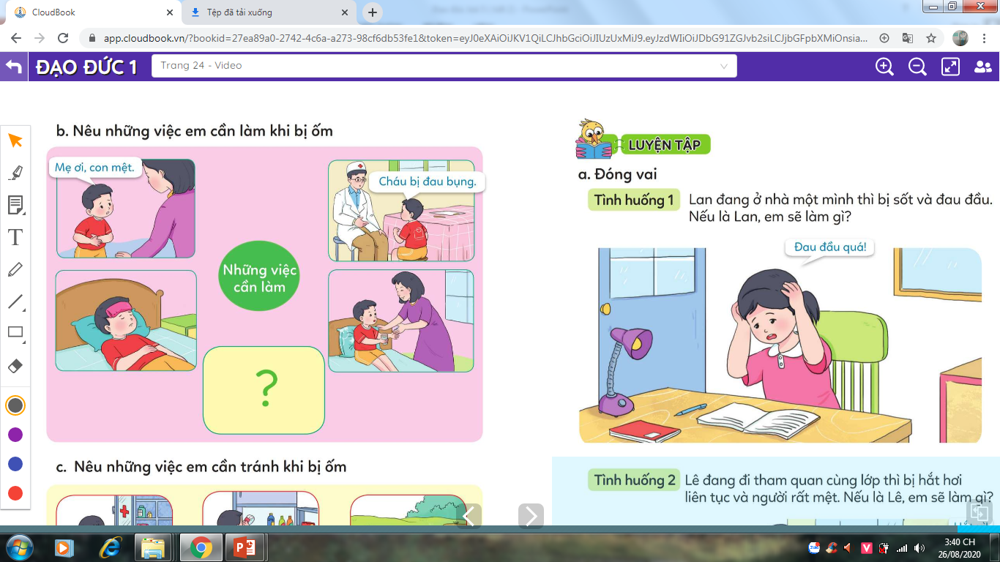 CloudBook
Tệp đã tải xuống
app.cloudbook.vn/?bookid=27ea89a0-2742-4c6a-a273-98cf6db53fe1&token=eyJ0eXAiOiJKV1QiLCJhbGciOiJIUzUxMiJ9.eyJzdWIiOiJDbG91ZGJvb2siLCJjbGFpbXMiOnsia...
ĐẠO ĐỨC 1
Trang 24 - Video
b. Nêu những việc em cần làm khi bị ốm
Mẹ ơi, con mệt.
Cháu bị đau bụng.
Những việc
cần làm
?
c. Nêu những việc em cần tránh khi bị ốm
LUYỆN TẬP
a. Đóng vai
Tình huống 1 Lan đang ở nhà một mình thì bị sốt và đau đầu.
Nếu là Lan, em sẽ làm gì?
Đau đầu quá!
Tình huống 2 Lê đang đi tham quan cùng lớp thì bị hắt hơi
liên tục và người rất mệt. Nếu là Lê, em sẽ làm gì?
3:40 CH
26/08/2020